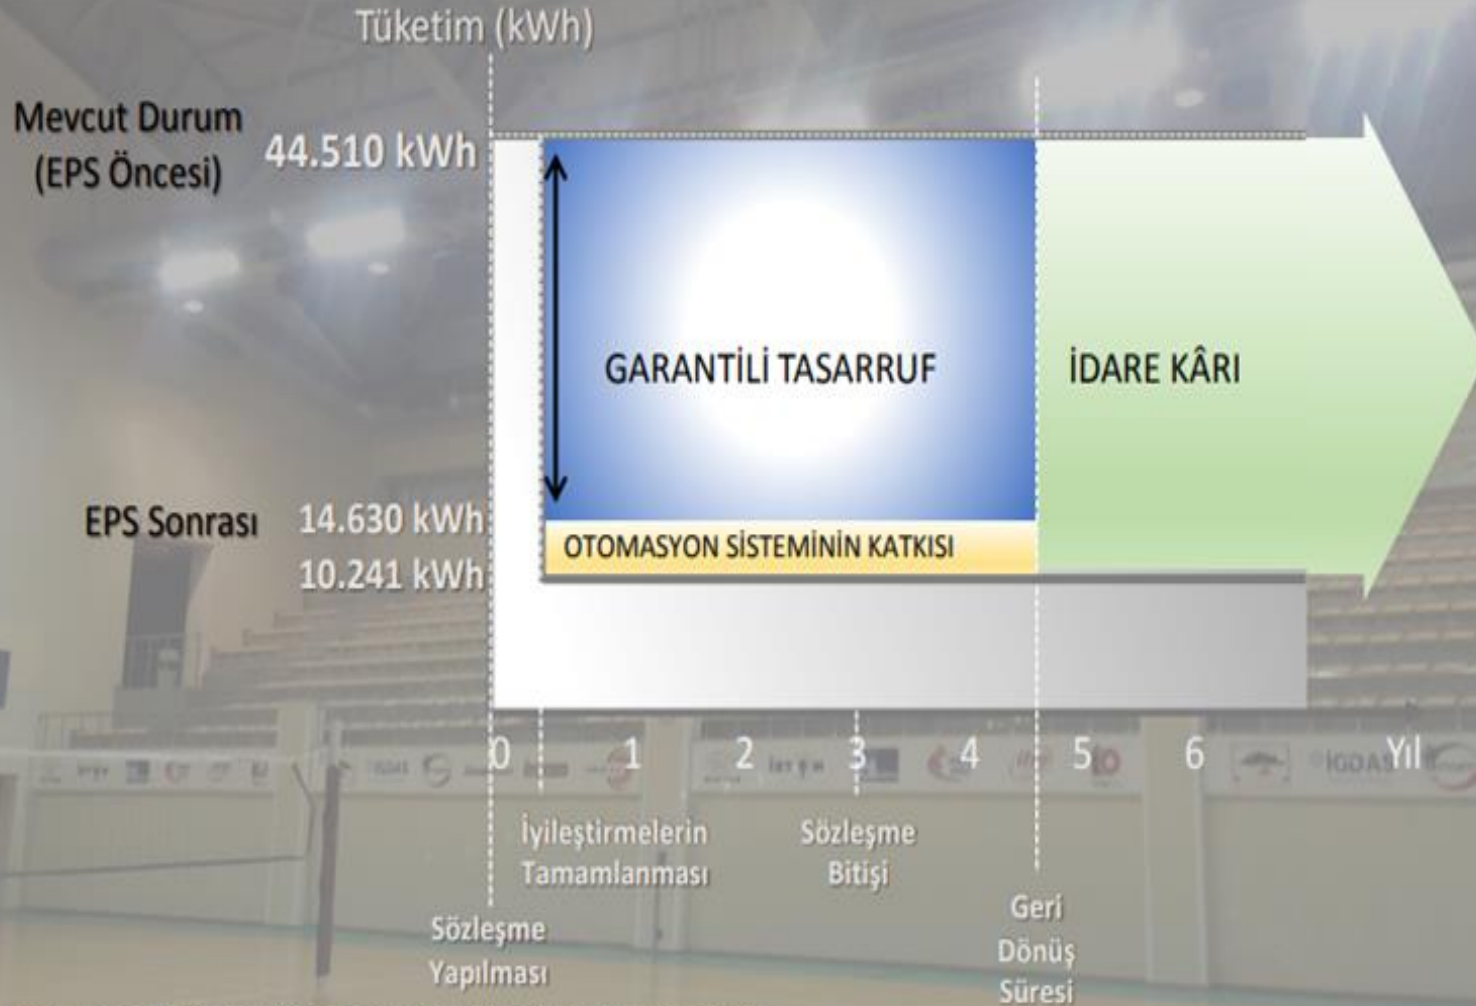 Tüketim (kWh)
Mevcut Durum
(EPS Öncesi)
44.510 kWh
GARANTİLİ TASARRUF
İDARE KÂRI
EPS Sonrası
14.630 kWh
OTOMASYON SİSTEMİNİN KATKISI
10.241 kWh
0 1 2 3 4 5 6 Yıl
İGDAŞ
İyileştirmelerin
Tamamlanması
Sözleşme
Bitişi
Sözleşme
Yapılması
Geri
Dönüş
Süresi